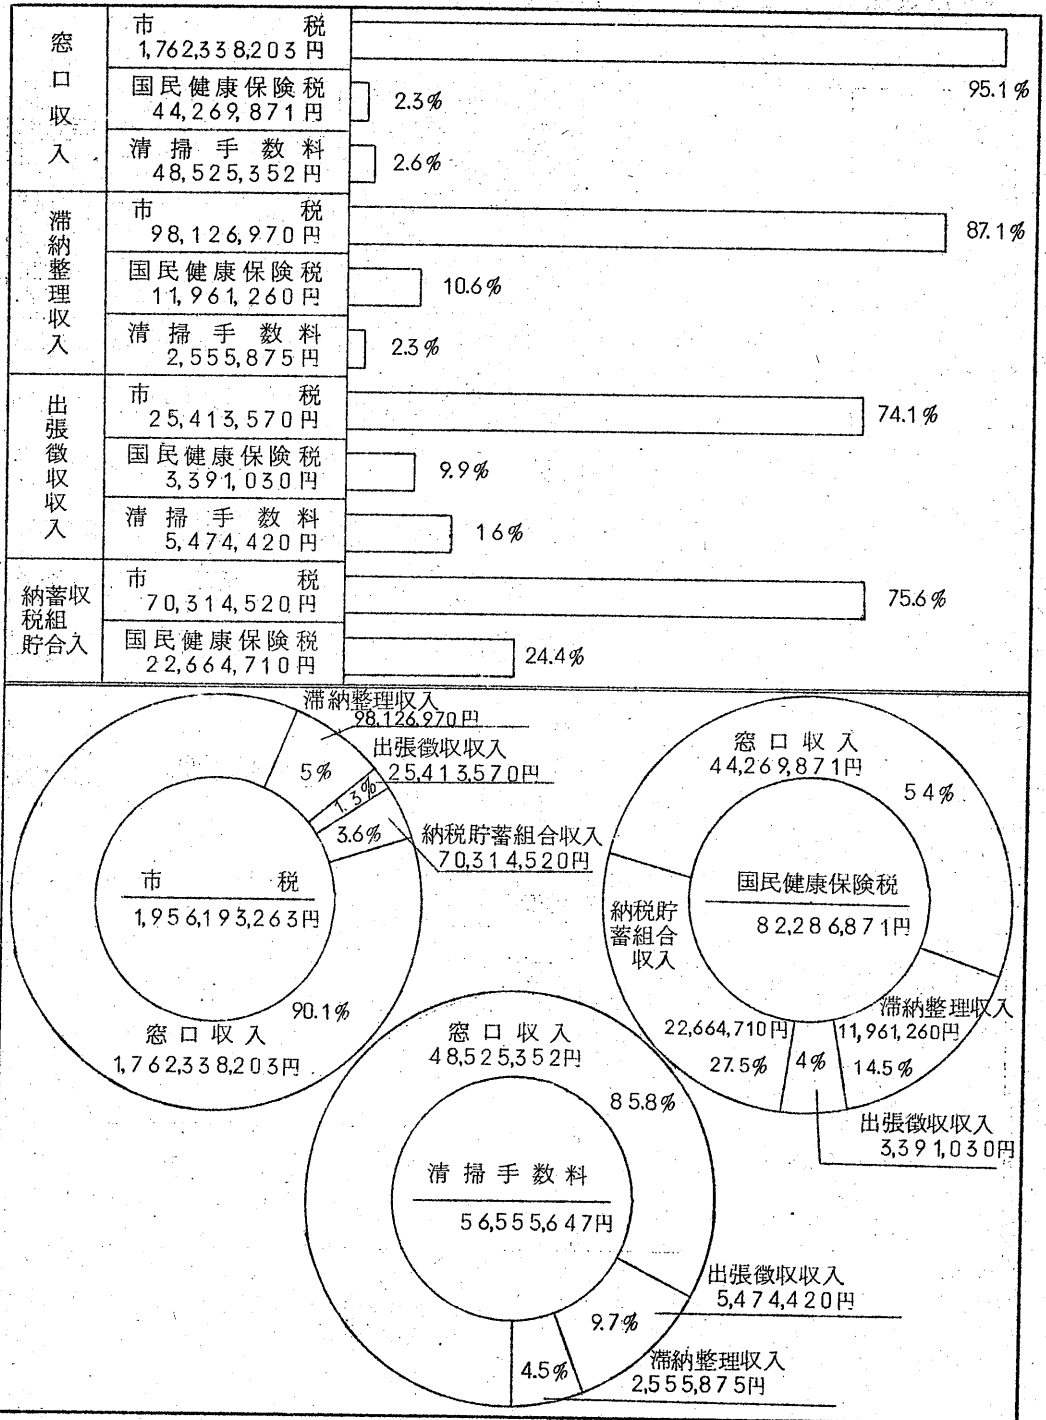 窓口収入
市税
1,762,338,203円
95.1%
国民健康保険税
44,269,871円
2.3%
清掃手数料
48,525,352円
2.6%
滞納整理収入
市税
98,126,970円
87.1%
国民健康保険税
11,961,260円
10.6%
清掃手数料
2,555,875円
2.3%
出張徴収収入
市税
25,413,570円
74.1%
国民健康保険税
3,391,030円
9.9%
清掃手数料
5,474,420円
16%
納税貯蓄組合収入
市税
70,314,520円
75.6%
国民健康保険税
22,664,710円
24.4%
滞納整理収入
98,126,970円
5%
出張徴収収入
25,413,570円
1.3%
納税貯蓄組合収入
70,314,520円
3.6%
市税
1,956,193,263円
90.1%
窓口収入
1,762,338,203円
窓口収入
44,269,871円
54%
国民健康保険税
82,286,871円
納税貯
蓄組合
収入
22,664,710円
27.5%
滞納整理収入
11,961,260円
14.5%
4%
出張徴収収入
3,391,030円
窓口収入
48,525,352円
85.8%
清掃手数料
56,555,647円
出張徴収収入
5,474,420円
9.7%
滞納整理収入
2,555,875円
4.5%